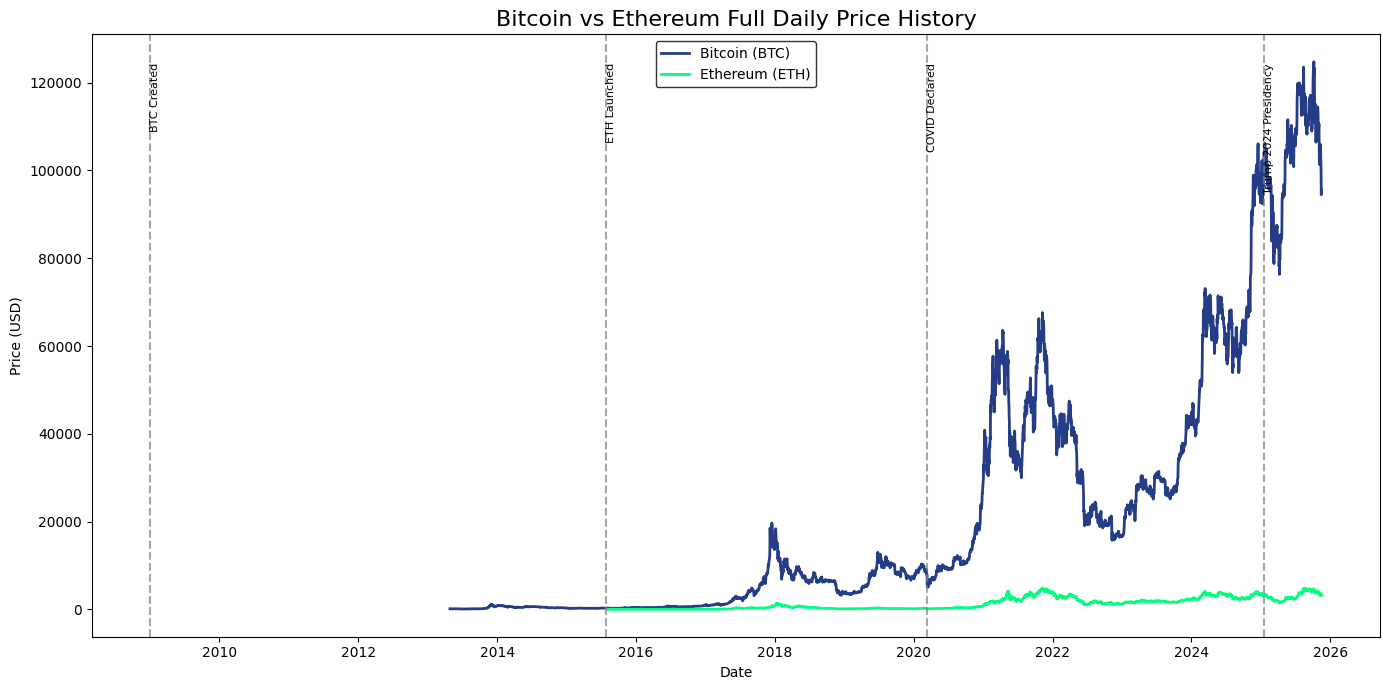 Bitcoin vs Ethereum Full Daily Price History
Bitcoin (BTC)
Ethereum (ETH)
BTC Created
ETH Launched
COVID Declared
Trump 2024 Presidency
Price (USD)
120000
100000
80000
60000
40000
20000
0
2010
2012
2014
2016
2018
2020
2022
2024
2026
Date